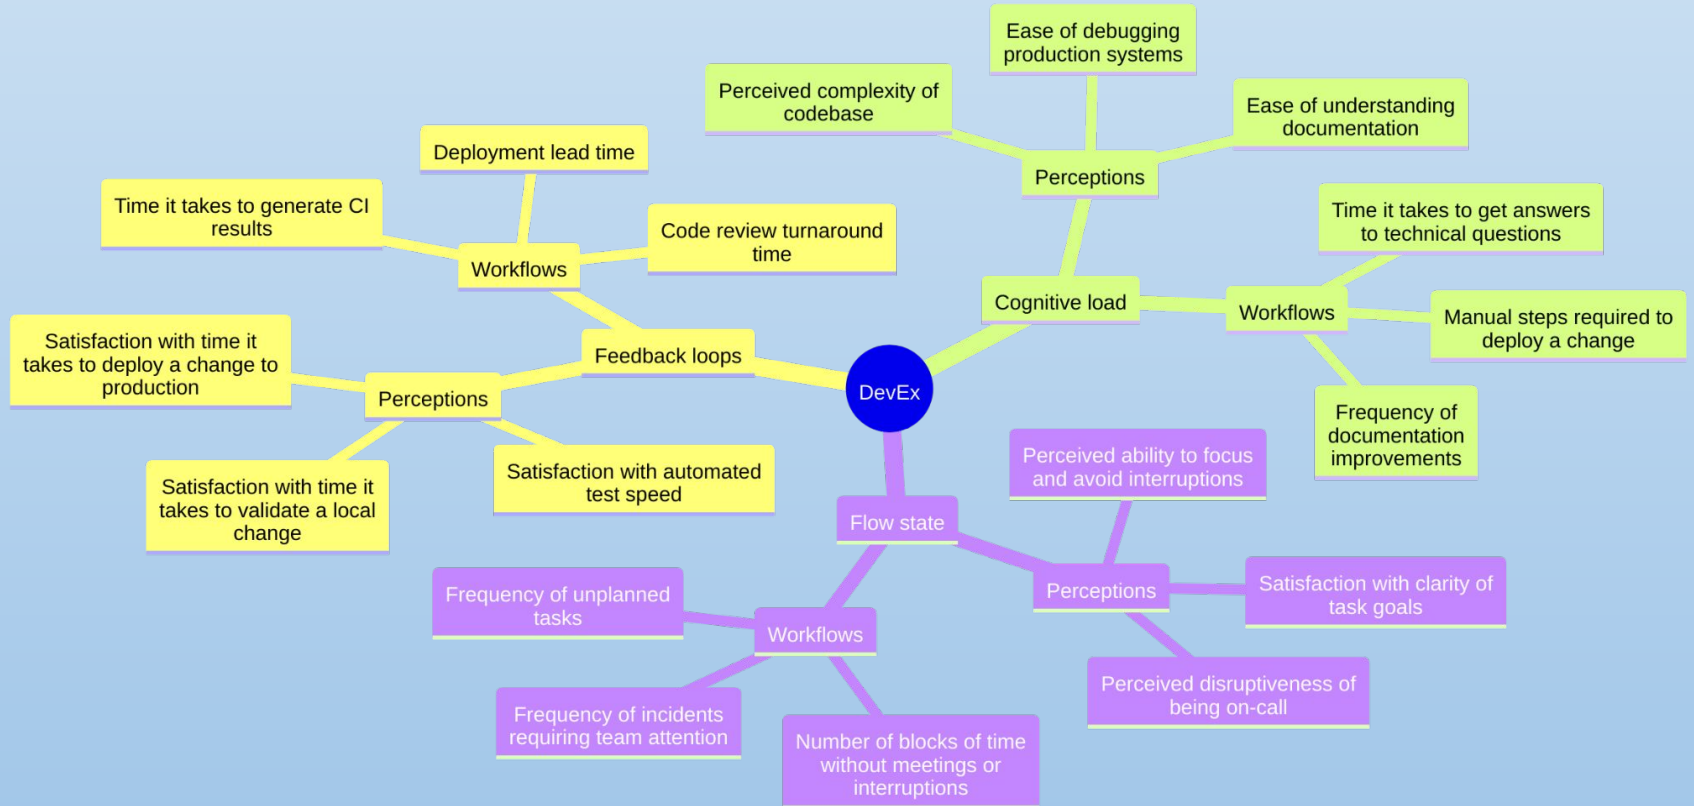 DevEx
Feedback loops
Workflows
Time it takes to generate CI
results
Deployment lead time
Code review turnaround
time
Perceptions
Satisfaction with time it
takes to deploy a change to
production
Satisfaction with time it
takes to validate a local
change
Satisfaction with automated
test speed
Cognitive load
Perceptions
Perceived complexity of
codebase
Ease of debugging
production systems
Ease of understanding
documentation
Workflows
Time it takes to get answers
to technical questions
Manual steps required to
deploy a change
Frequency of
documentation
improvements
Flow state
Perceptions
Perceived ability to focus
and avoid interruptions
Satisfaction with clarity of
task goals
Perceived disruptiveness of
being on-call
Workflows
Frequency of unplanned
tasks
Frequency of incidents
requiring team attention
Number of blocks of time
without meetings or
interruptions